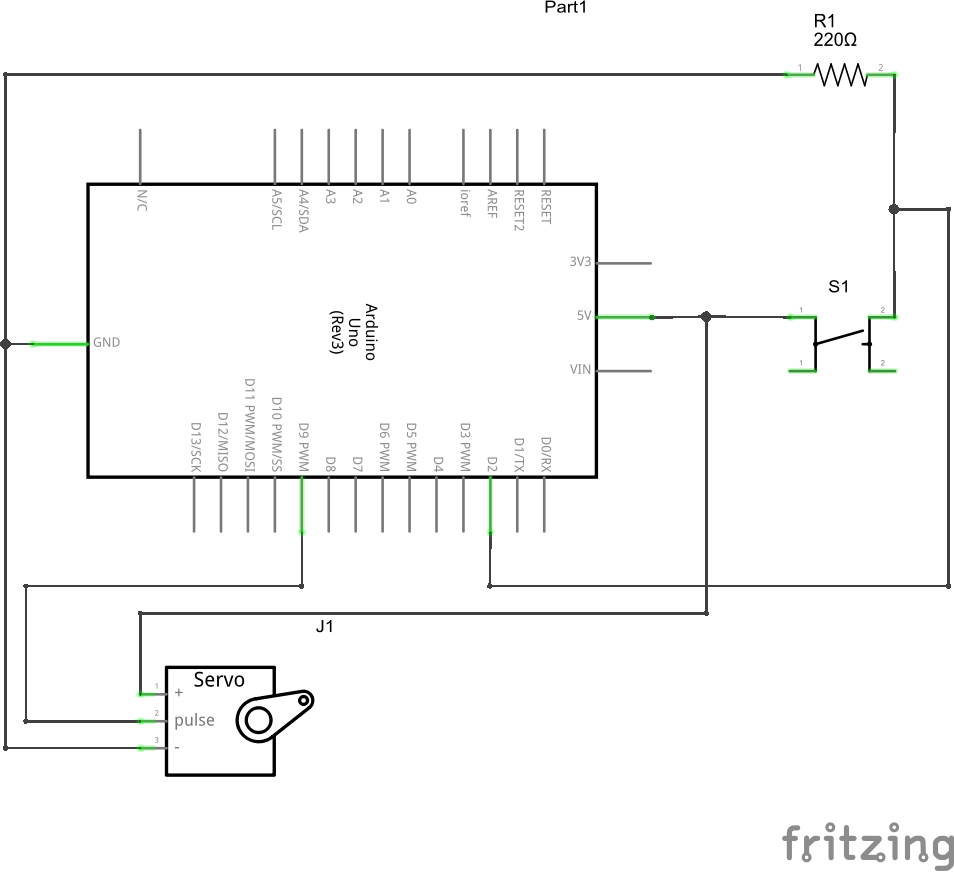 Part1
R1
220Ω
1
2
N/C
A5/SCL
A4/SDA
A3
A2
A1
A0
ioref
AREF
RESET2
RESET
3V3
5V
VIN
GND
Arduino
Uno
(Rev3)
S1
1
2
1
2
D13/SCK
D12/MISO
D11 PWM/MOSI
D10 PWM/SS
D9 PWM
D8
D7
D6 PWM
D5 PWM
D4
D3 PWM
D2
D1/TX
D0/RX
J1
Servo
1
+
2
pulse
3
-
fritzing